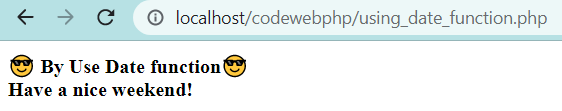 localhost/codewebphp/using_date_function.php
😎 By Use Date function😎
Have a nice weekend!